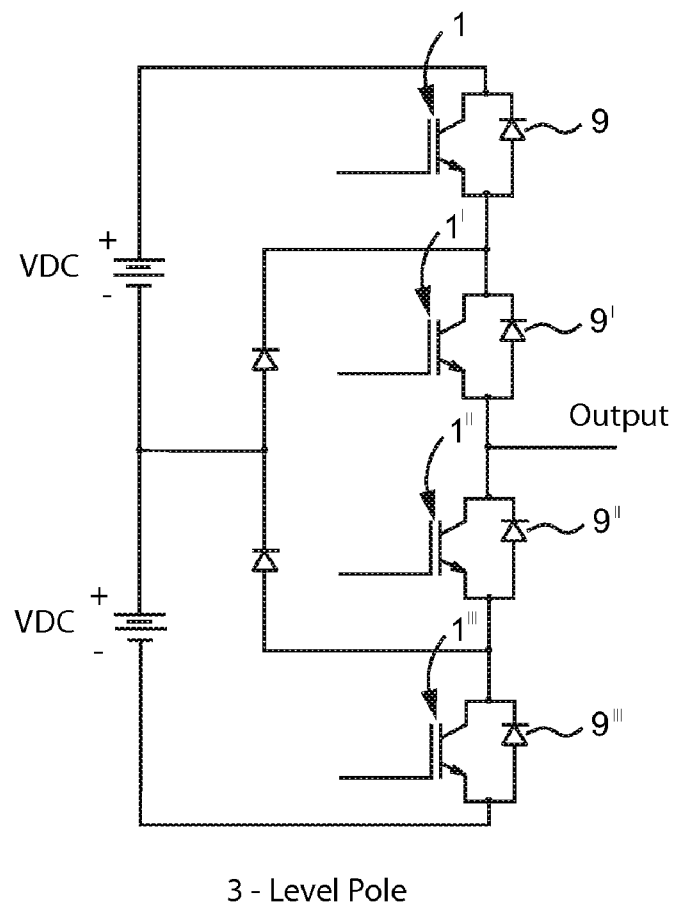 1
9
1ᴵ
+
VDC
-
9ᴵ
Output
1ᴵᴵ
9ᴵᴵ
+
VDC
-
1ᴵᴵᴵ
9ᴵᴵᴵ
3 - Level Pole